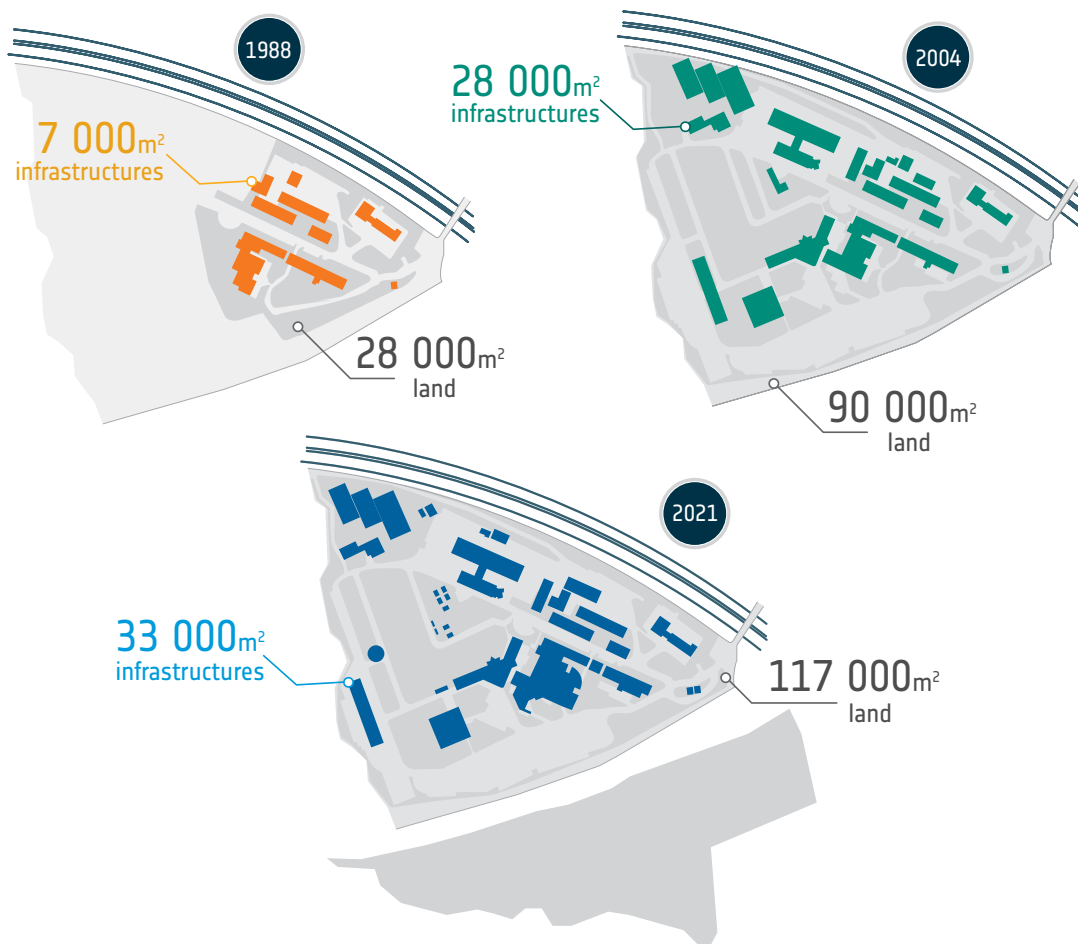 1988
7 000m²
infrastructures
28 000m²
land
2004
28 000m²
infrastructures
90 000m²
land
2021
33 000m²
infrastructures
117 000m²
land